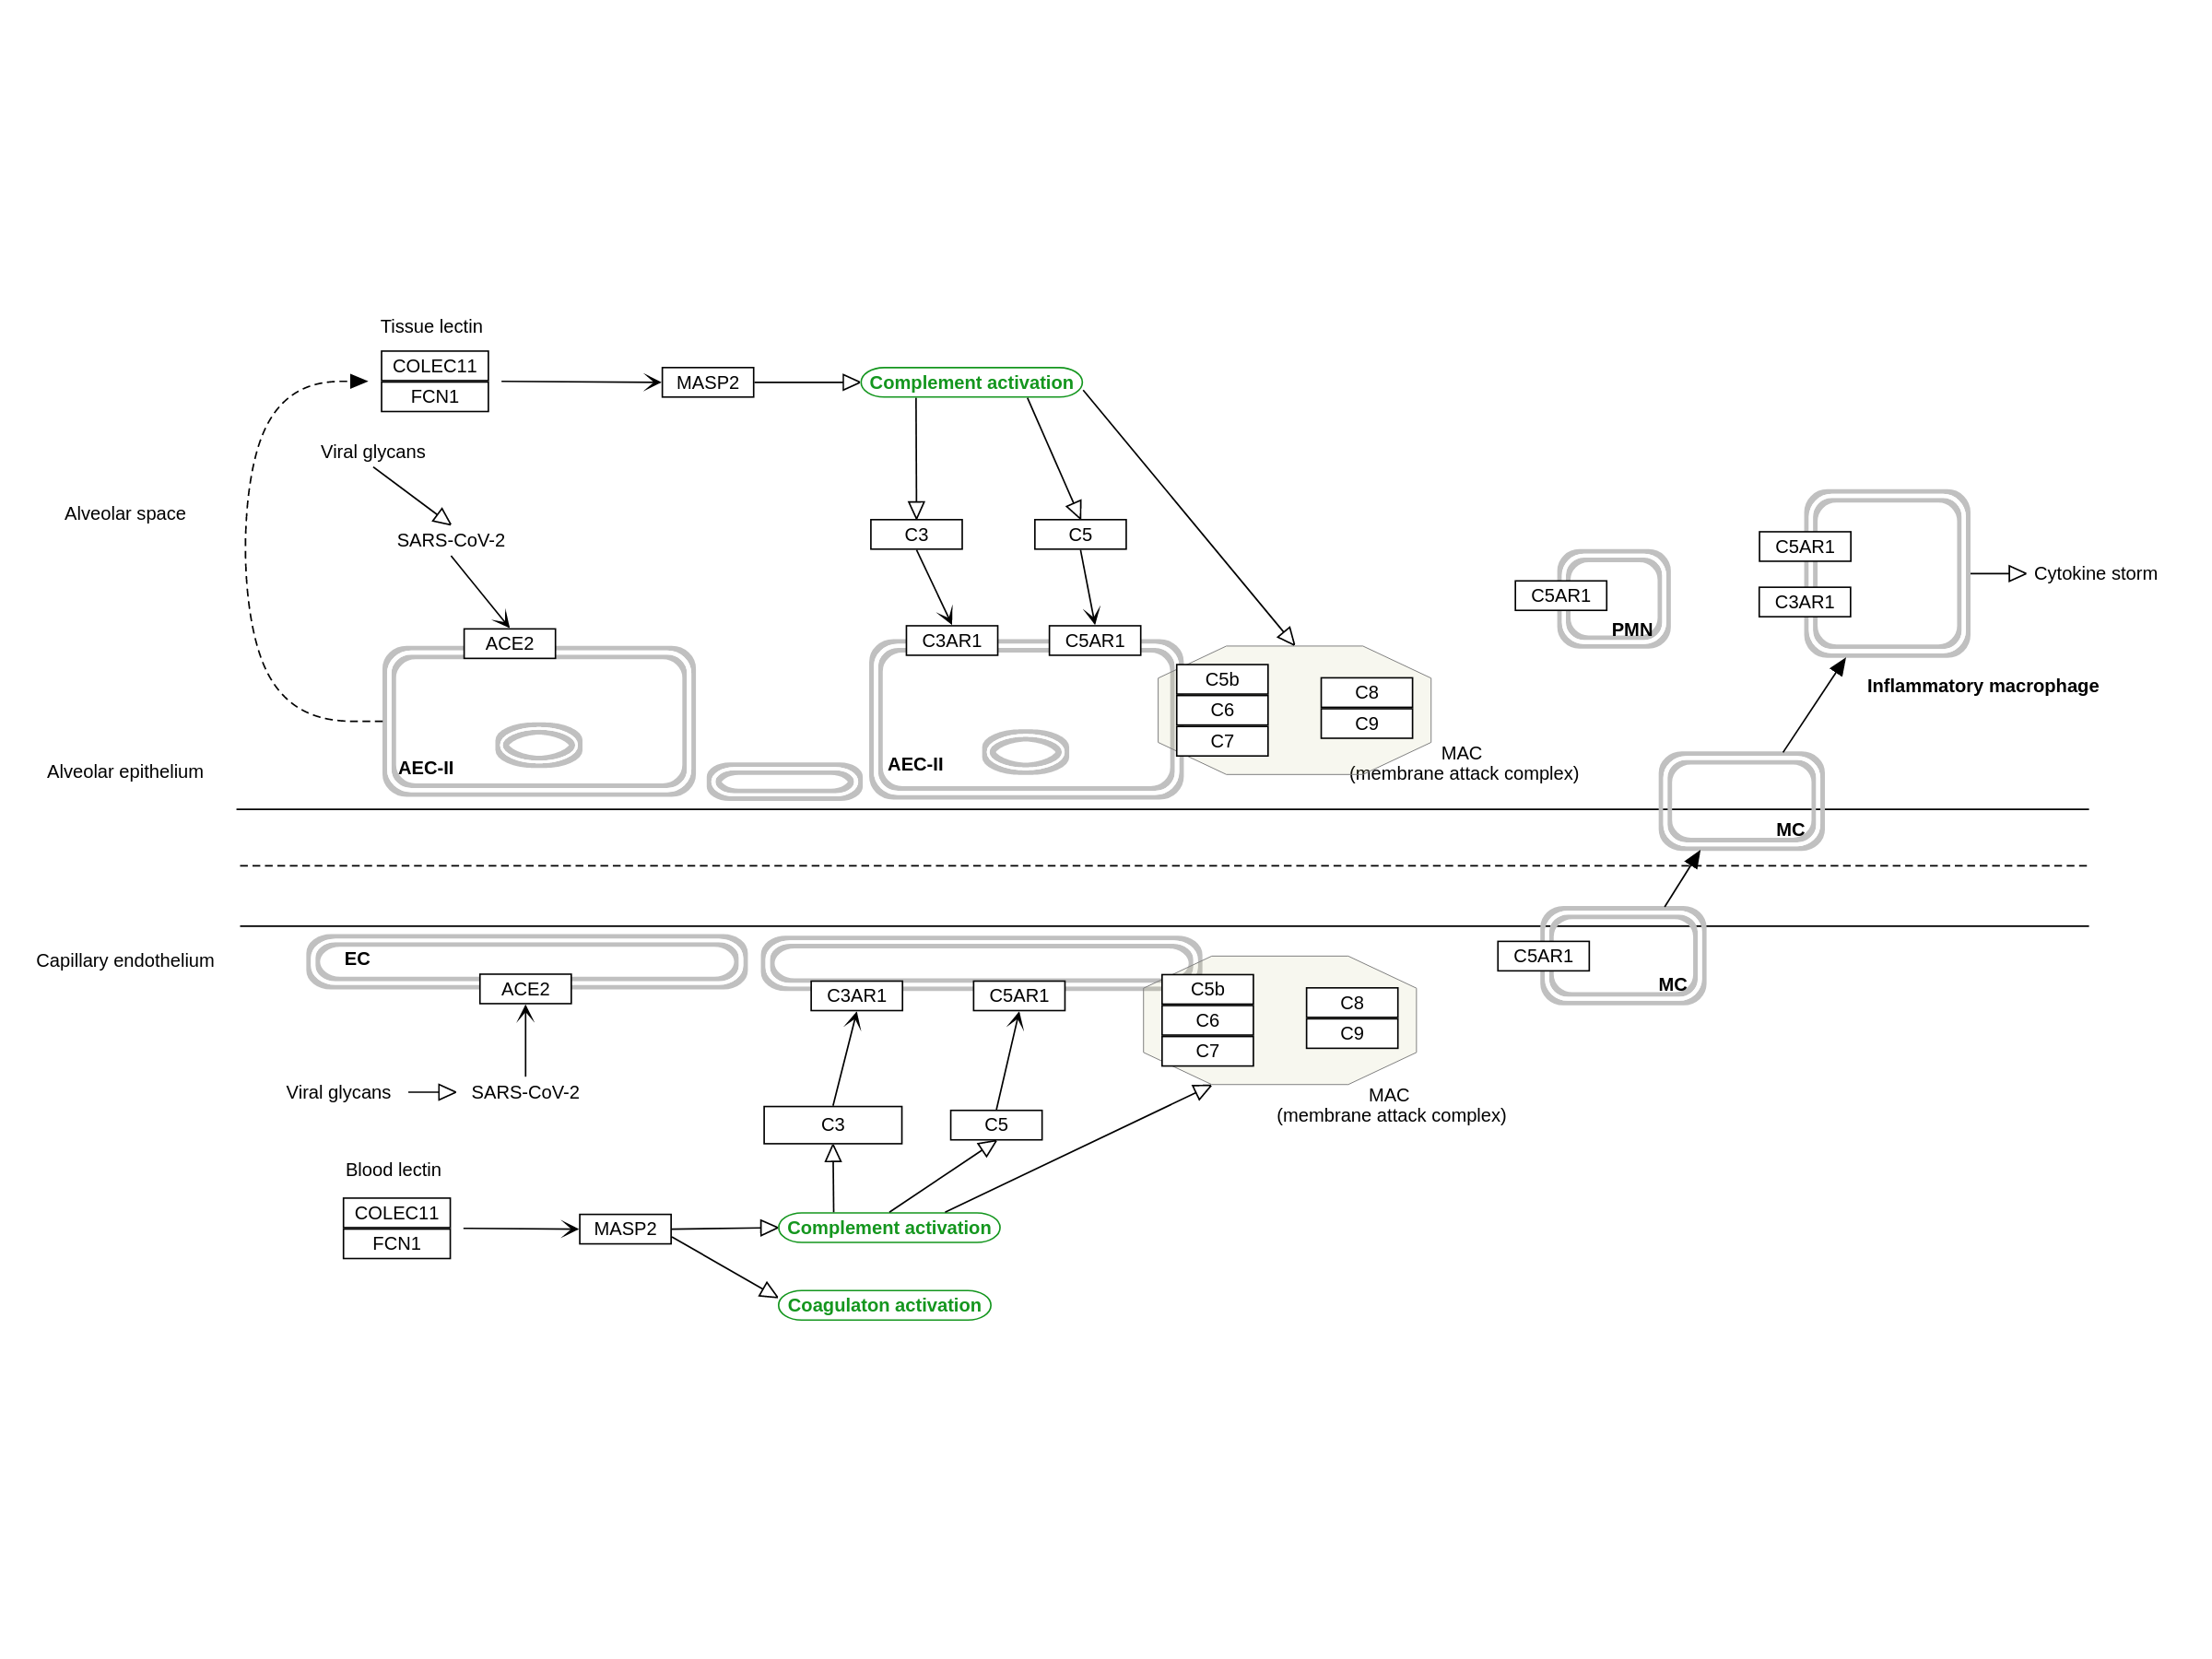 Tissue lectin
COLEC11
FCN1
MASP2
Complement activation
Viral glycans
Alveolar space
SARS-CoV-2
C3
C5
C5AR1
C5AR1
C3AR1
Cytokine storm
PMN
ACE2
C3AR1
C5AR1
C5b
C6
C7
C8
C9
Inflammatory macrophage
MAC
(membrane attack complex)
AEC-II
AEC-II
Alveolar epithelium
MC
Capillary endothelium
EC
ACE2
C3AR1
C5AR1
C5b
C6
C7
C8
C9
C5AR1
MC
Viral glycans
SARS-CoV-2
MAC
(membrane attack complex)
C3
C5
Blood lectin
COLEC11
FCN1
MASP2
Complement activation
Coagulaton activation